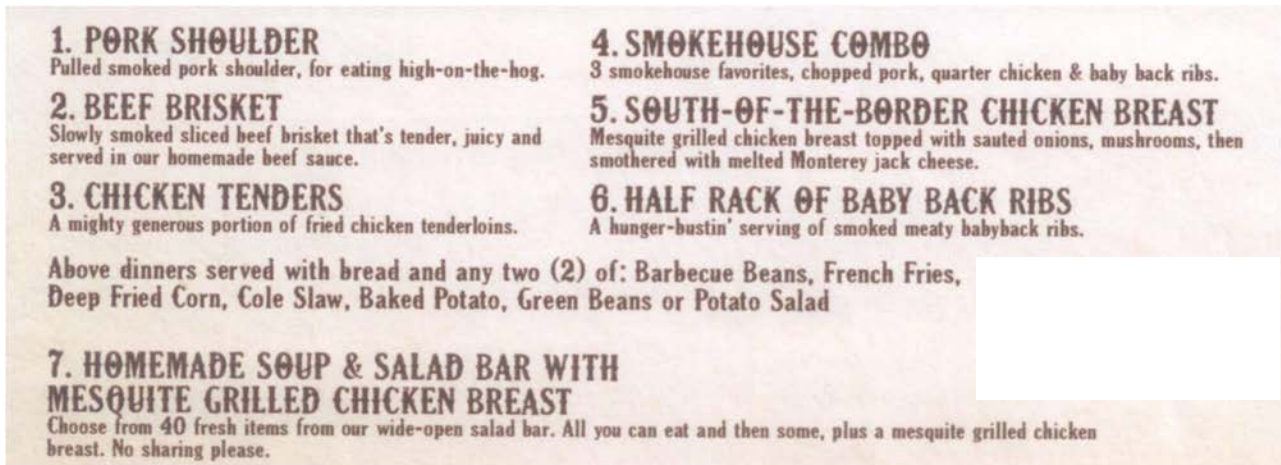 1. PORK SHOULDER
Pulled smoked pork shoulder, for eating high-on-the-hog.
2. BEEF BRISKET
Slowly smoked sliced beef brisket that's tender, juicy and
served in our homemade beef sauce.
3. CHICKEN TENDERS
A mighty generous portion of fried chicken tenderloins.
4. SMOKEHOUSE COMBO
3 smokehouse favorites, chopped pork, quarter chicken & baby back ribs.
5. SOUTH-OF-THE-BORDER CHICKEN BREAST
Mesquite grilled chicken breast topped with sauted onions, mushrooms, then
smothered with melted Monterey jack cheese.
6. HALF RACK OF BABY BACK RIBS
A hunger-bustin' serving of smoked meaty babyback ribs.
Above dinners served with bread and any two (2) of: Barbecue Beans, French Fries,
Deep Fried Corn, Cole Slaw, Baked Potato, Green Beans or Potato Salad
7. HOMEMADE SOUP & SALAD BAR WITH
MESQUITE GRILLED CHICKEN BREAST
Choose from 40 fresh items from our wide-open salad bar. All you can eat and then some, plus a mesquite grilled chicken
breast. No sharing please.